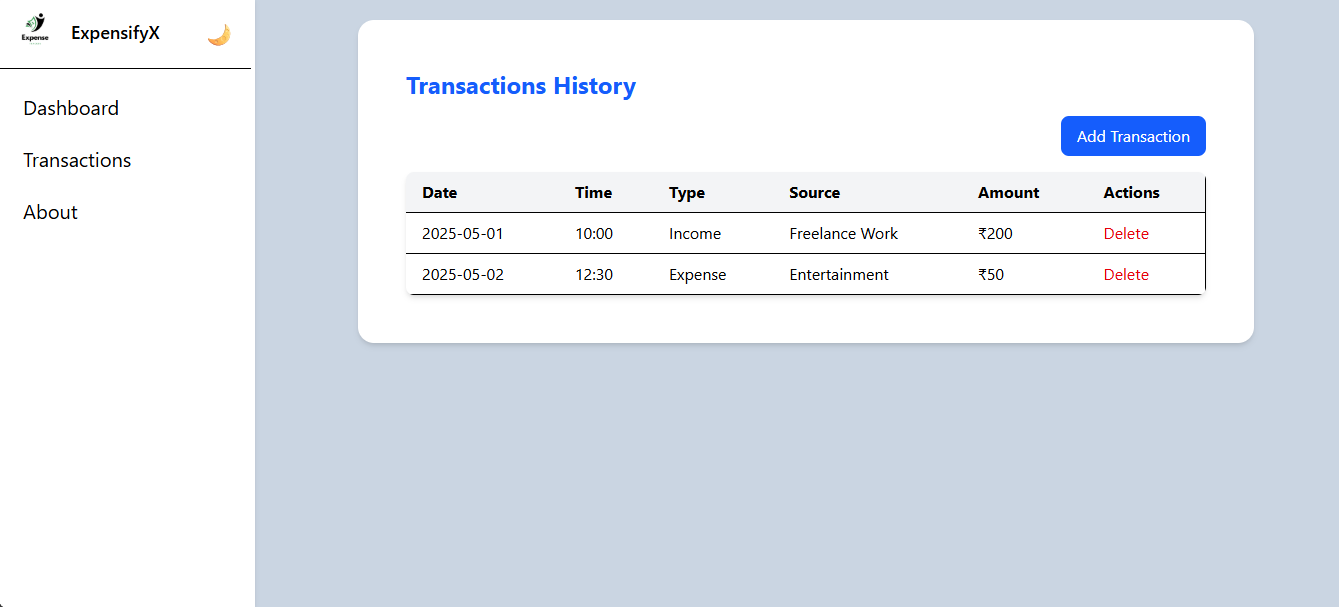 Expense
ExpensifyX
Dashboard
Transactions
About
Transactions History
Add Transaction
Date Time Type Source Amount Actions
2025-05-01 10:00 Income Freelance Work ₹200 Delete
2025-05-02 12:30 Expense Entertainment ₹50 Delete